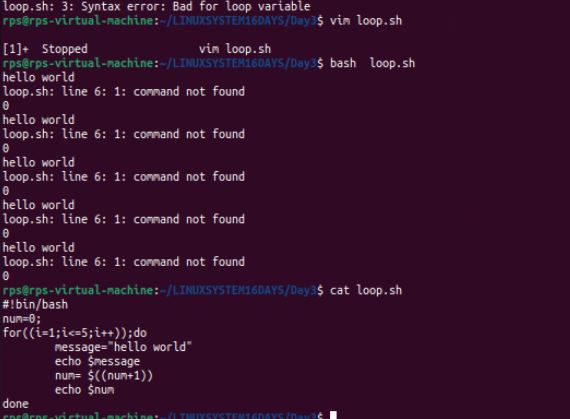 loop.sh: 3: Syntax error: Bad for loop variable
rps@rps-virtual-machine:~/LINUXSYSTEM16DAYS/Day3$ vim loop.sh
[1]+  Stopped                 vim loop.sh
rps@rps-virtual-machine:~/LINUXSYSTEM16DAYS/Day3$ bash  loop.sh
hello world
loop.sh: line 6: 1: command not found
0
hello world
loop.sh: line 6: 1: command not found
0
hello world
loop.sh: line 6: 1: command not found
0
hello world
loop.sh: line 6: 1: command not found
0
hello world
loop.sh: line 6: 1: command not found
0
rps@rps-virtual-machine:~/LINUXSYSTEM16DAYS/Day3$ cat loop.sh
#!bin/bash
num=0;
for((i=1;i<=5;i++));do
        message="hello world"
        echo $message
        num= $((num+1))
        echo $num
done
rps@rps-virtual-machine:~/LINUXSYSTEM16DAYS/Day3$